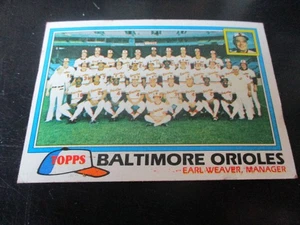 TOPPS
BALTIMORE ORIOLES
EARL WEAVER, MANAGER